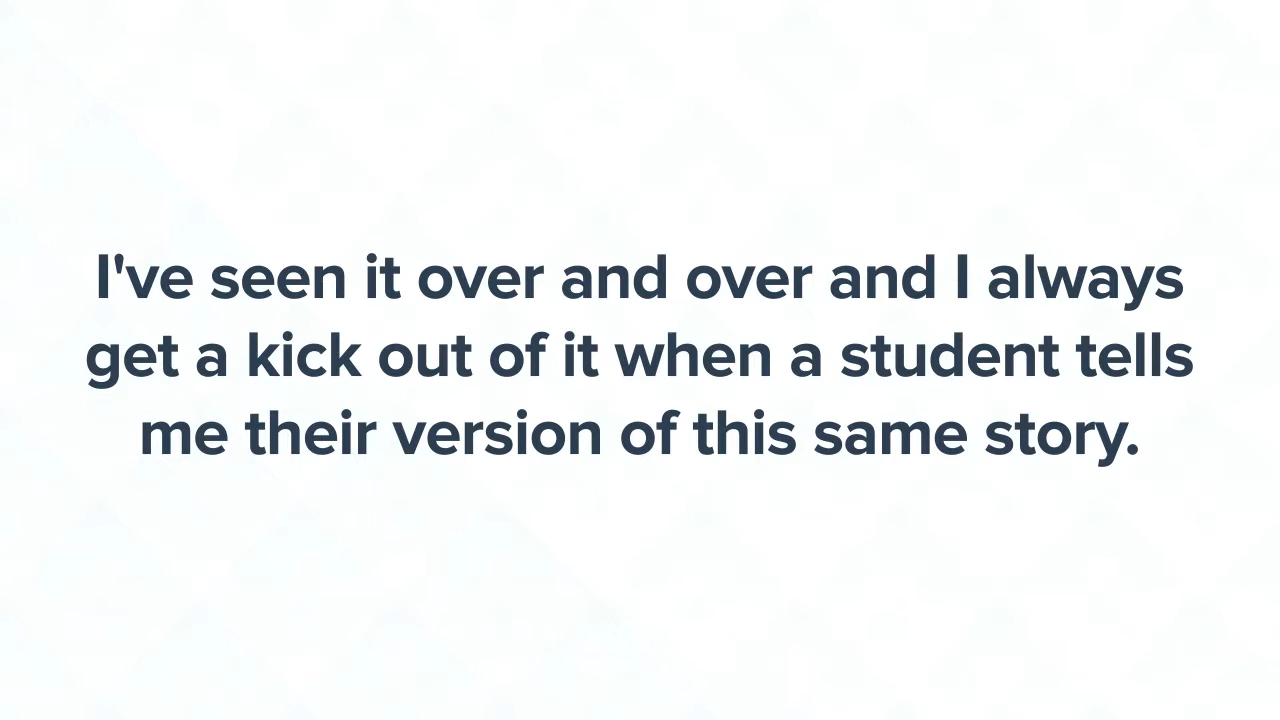 I've seen it over and over and I always
get a kick out of it when a student tells
me their version of this same story.